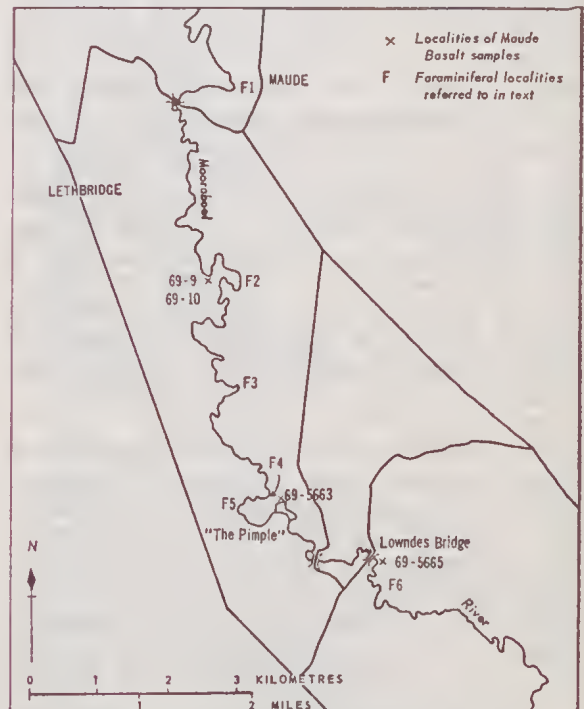 × Localities of Maude
Basalt samples
F Foraminiferal localities
referred to in text
F1
MAUDE
Moorabool
LETHBRIDGE
69-9
69-10
F2
F3
F4
F5
69-5663
"The Pimple"
Lowndes Bridge
69-5665
F6
N
River
0 1 2 3 KILOMETRES
0 1 2 MILES